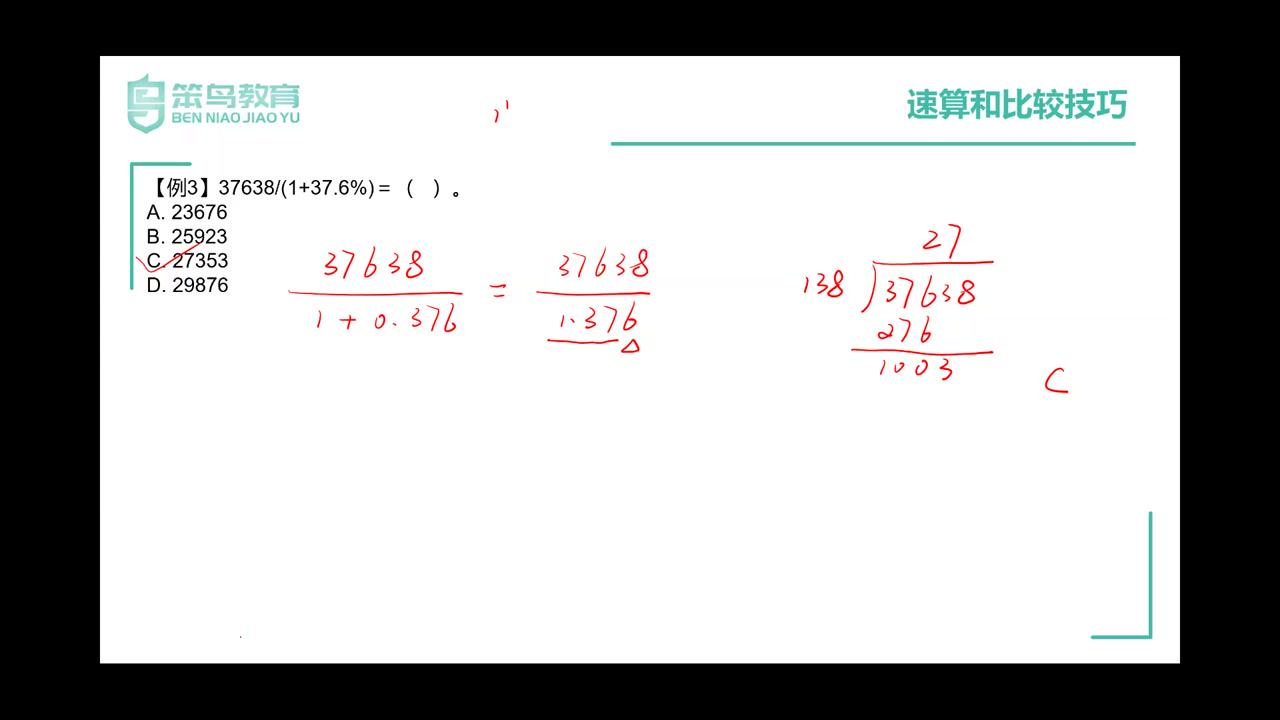 笨鸟教育
BEN NIAO JIAO YU
速算和比较技巧
【例3】37638/(1+37.6%)＝（ ）。
A. 23676
B. 25923
C. 27353
D. 29876
37638
1 + 0.376
=
37638
1.376
27
138
37638
276
1003
C